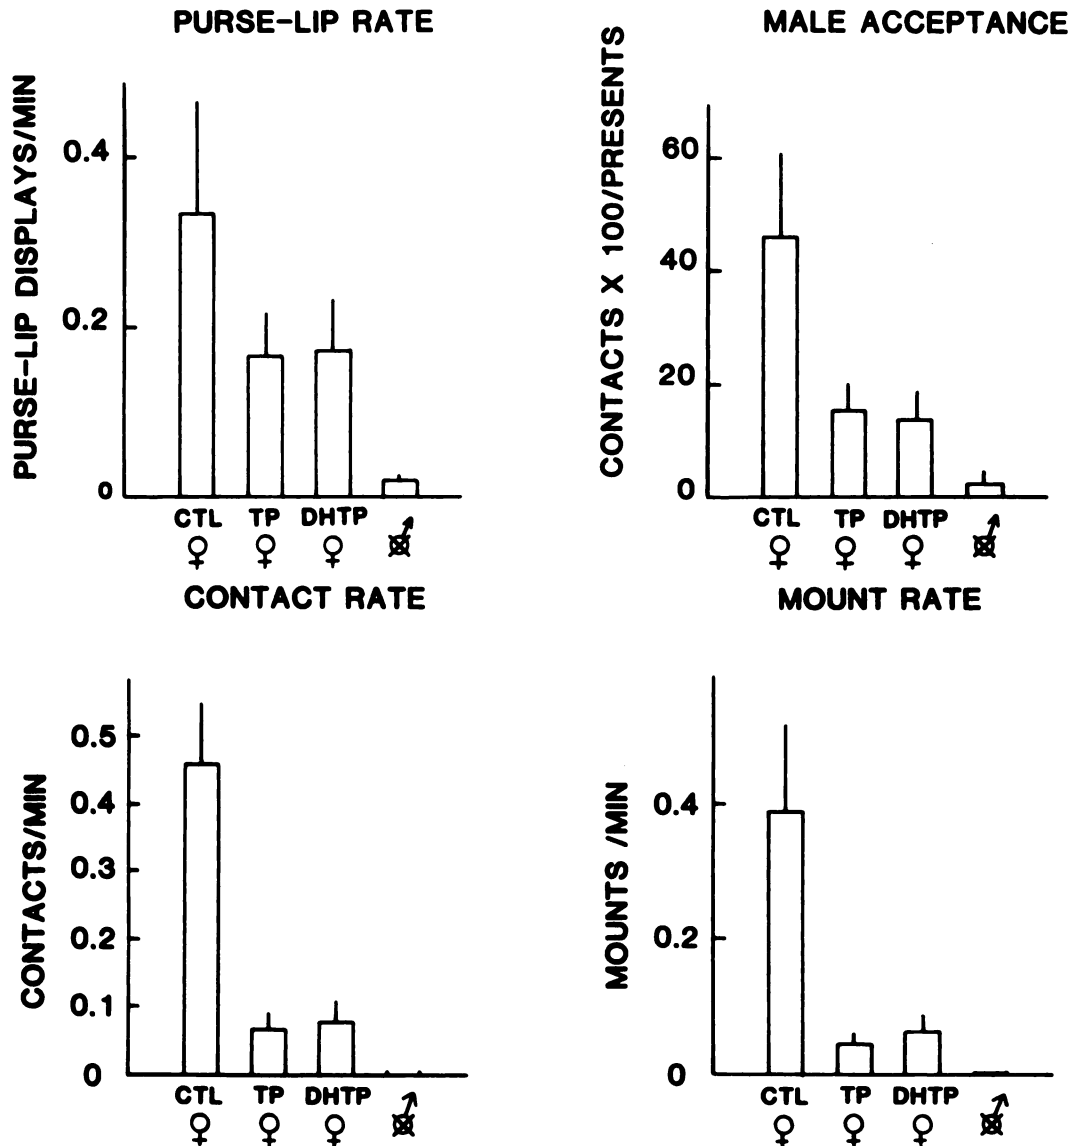 PURSE-LIP RATE
PURSE-LIP DISPLAYS/MIN
0.4
0.2
0
CTL TP DHTP
♀ ♀ ♀
MALE ACCEPTANCE
CONTACTS X 100/PRESENTS
60
40
20
0
CTL TP DHTP
♀ ♀ ♀
CONTACT RATE
CONTACTS/MIN
0.5
0.4
0.3
0.2
0.1
0
CTL TP DHTP
♀ ♀ ♀
MOUNT RATE
MOUNTS /MIN
0.4
0.2
0
CTL TP DHTP
♀ ♀ ♀